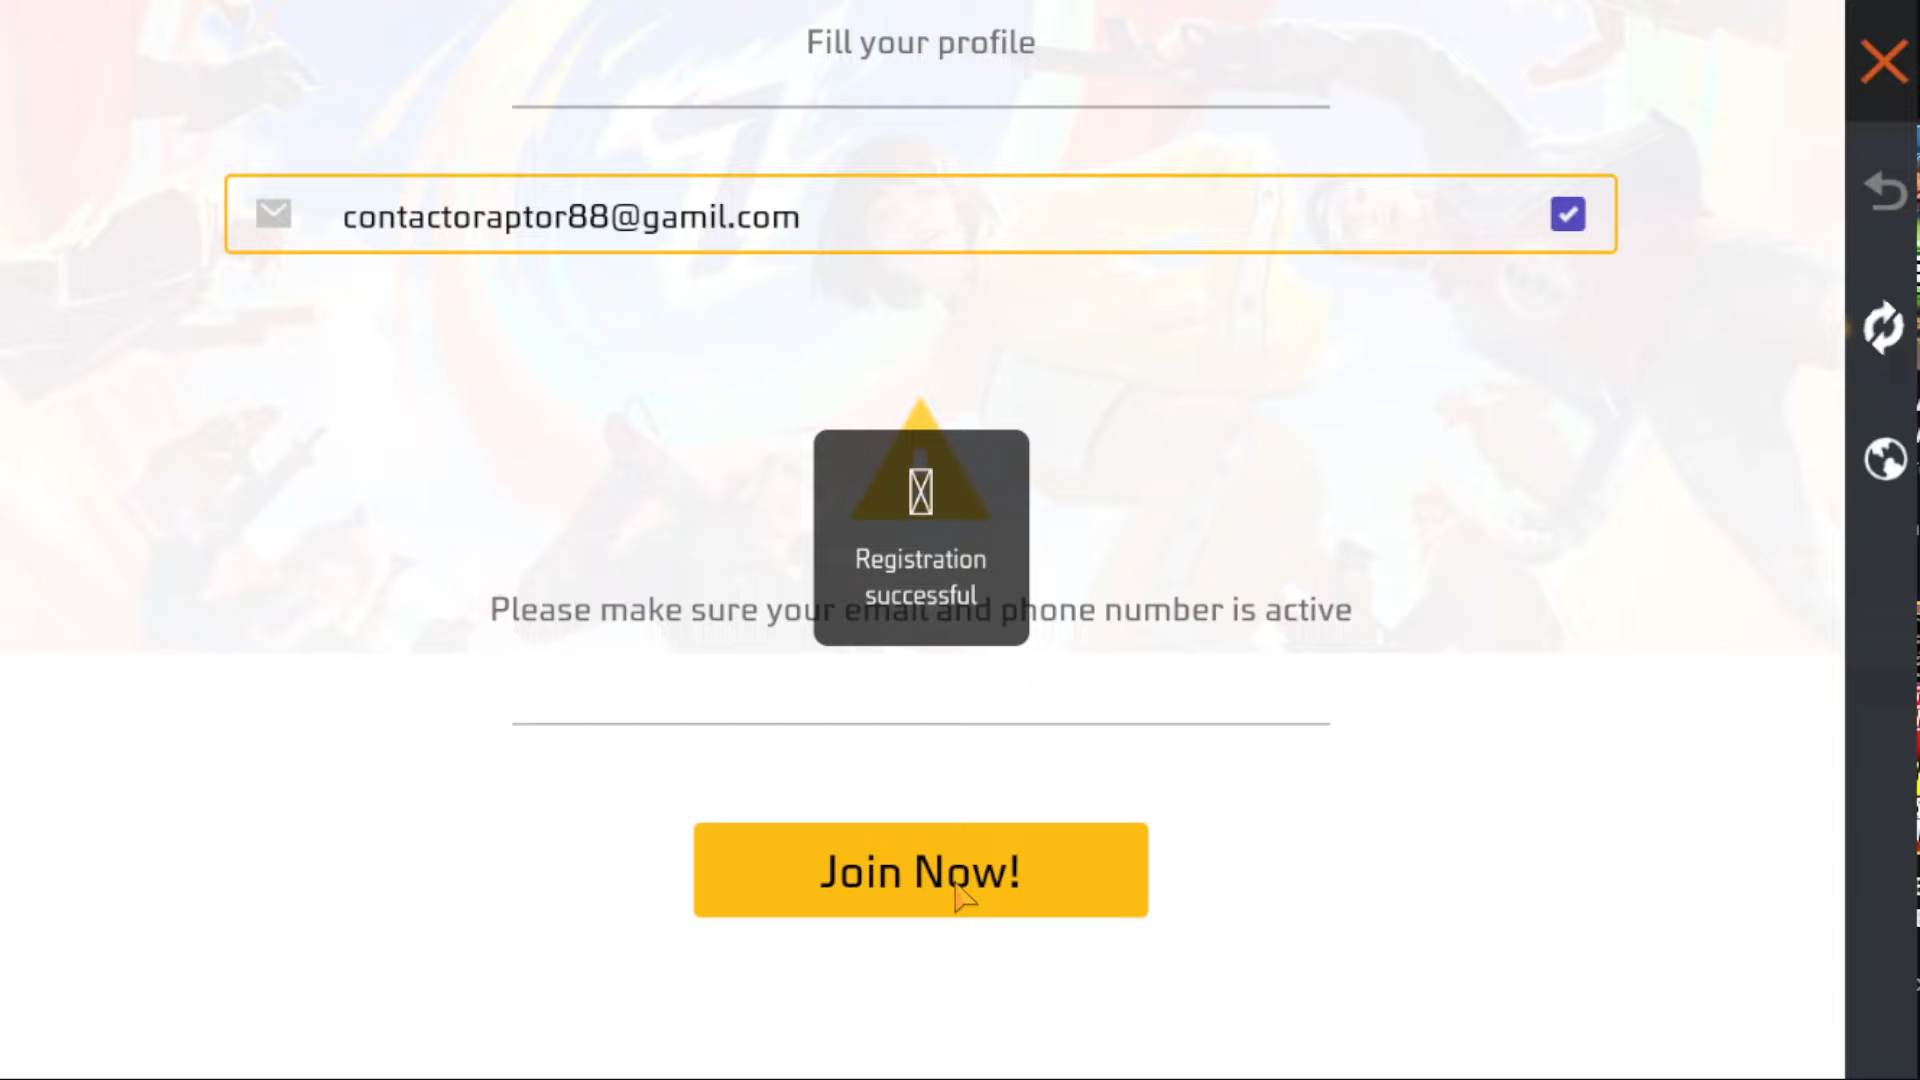 Fill your profile
contactoraptor88@gamil.com
Registration
successful
Please make sure your email and phone number is active
Join Now!